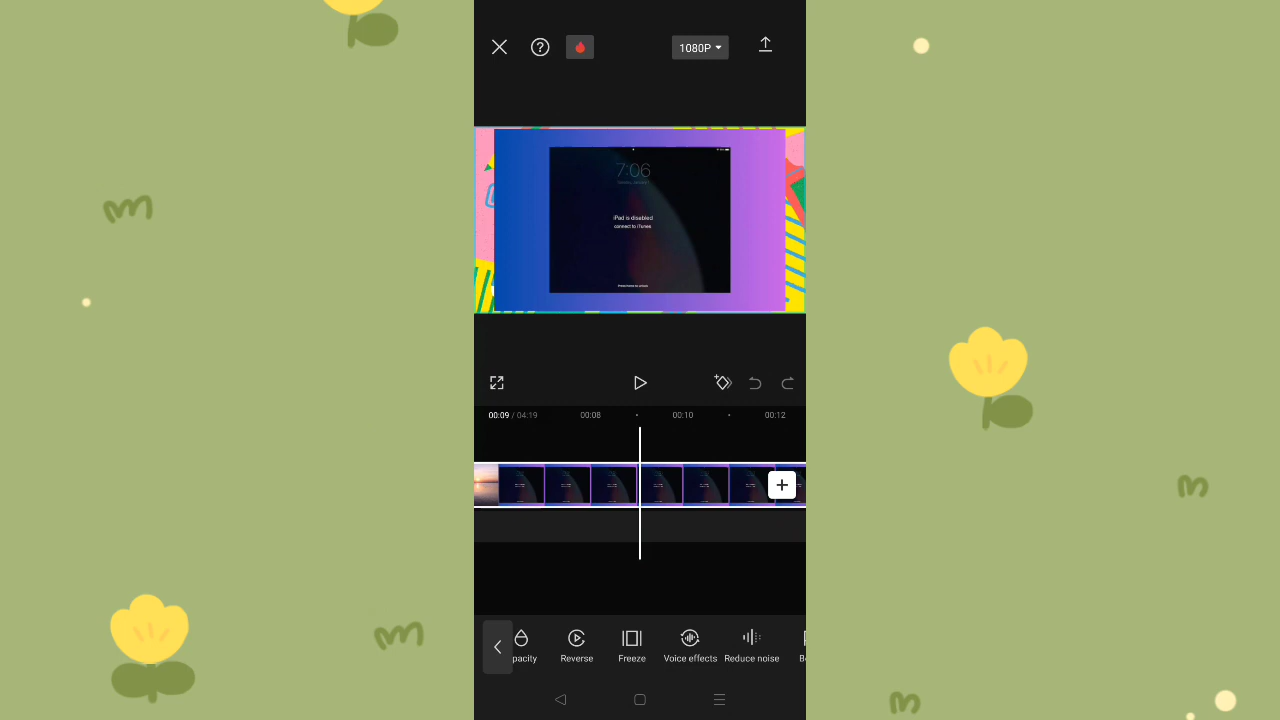 1080P
7:06
iPad is disabled
connect to iTunes
00:09 / 04:19 00:08 00:10 00:12
pacity Reverse Freeze Voice effects Reduce noise